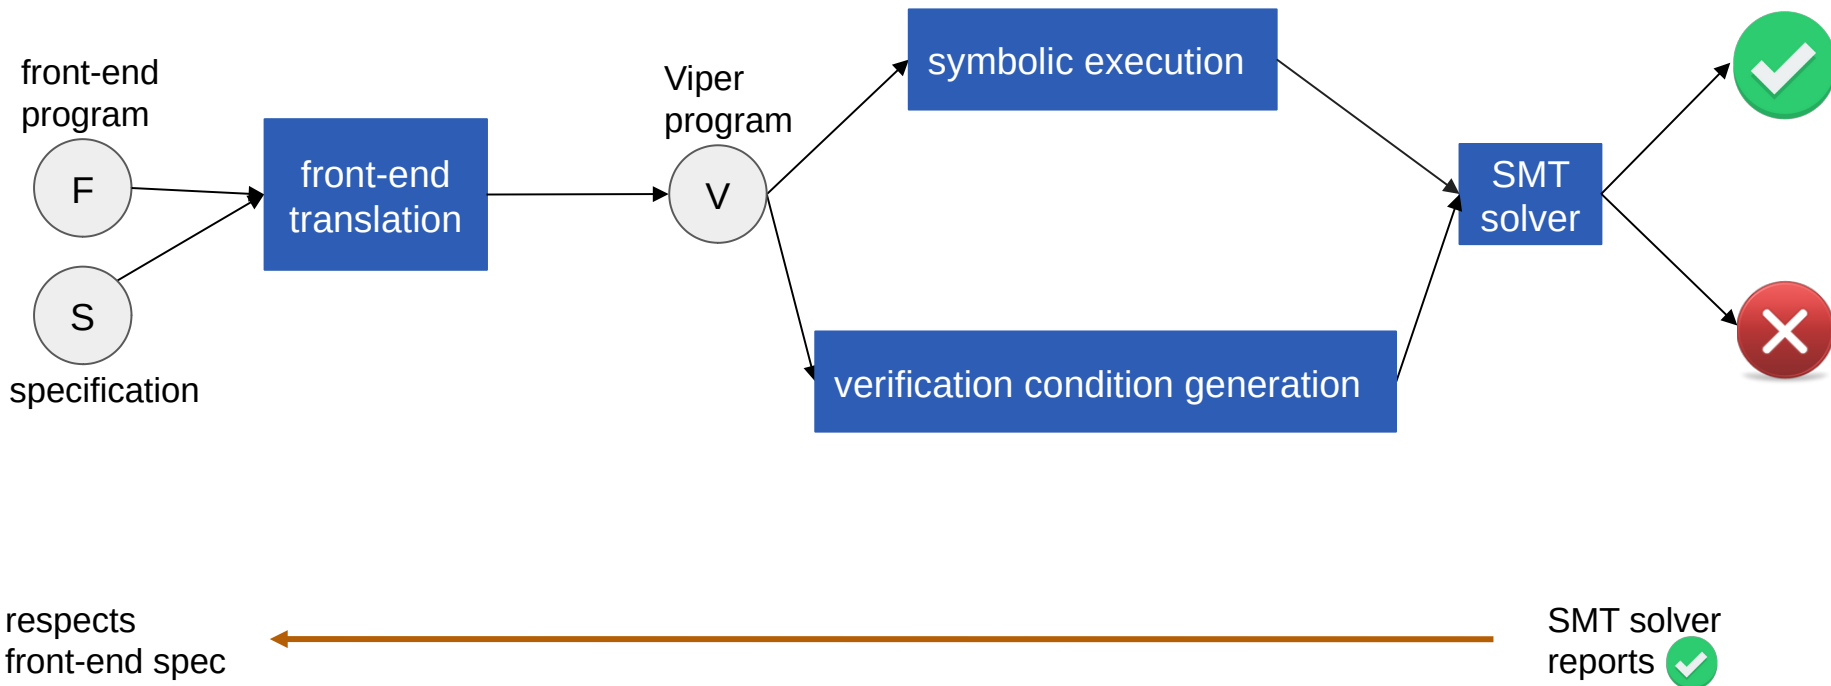 front-end
program
F
S
specification
front-end
translation
Viper
program
V
symbolic execution
verification condition generation
SMT
solver
respects
front-end spec
SMT solver
reports